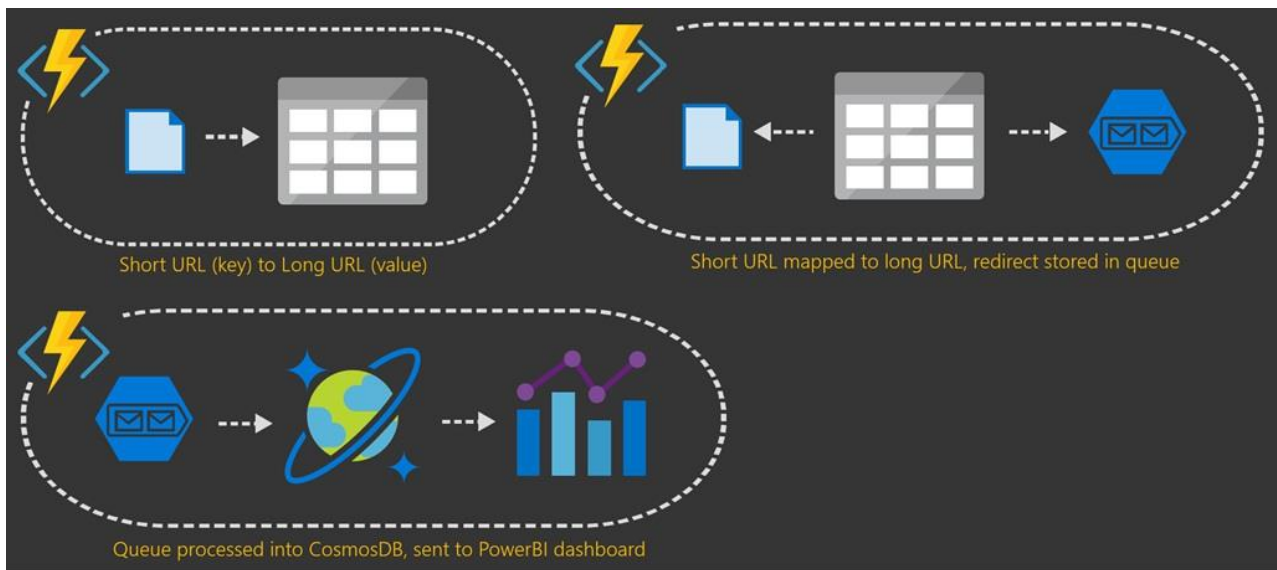 Short URL (key) to Long URL (value)
Short URL mapped to long URL, redirect stored in queue
Queue processed into CosmosDB, sent to PowerBI dashboard